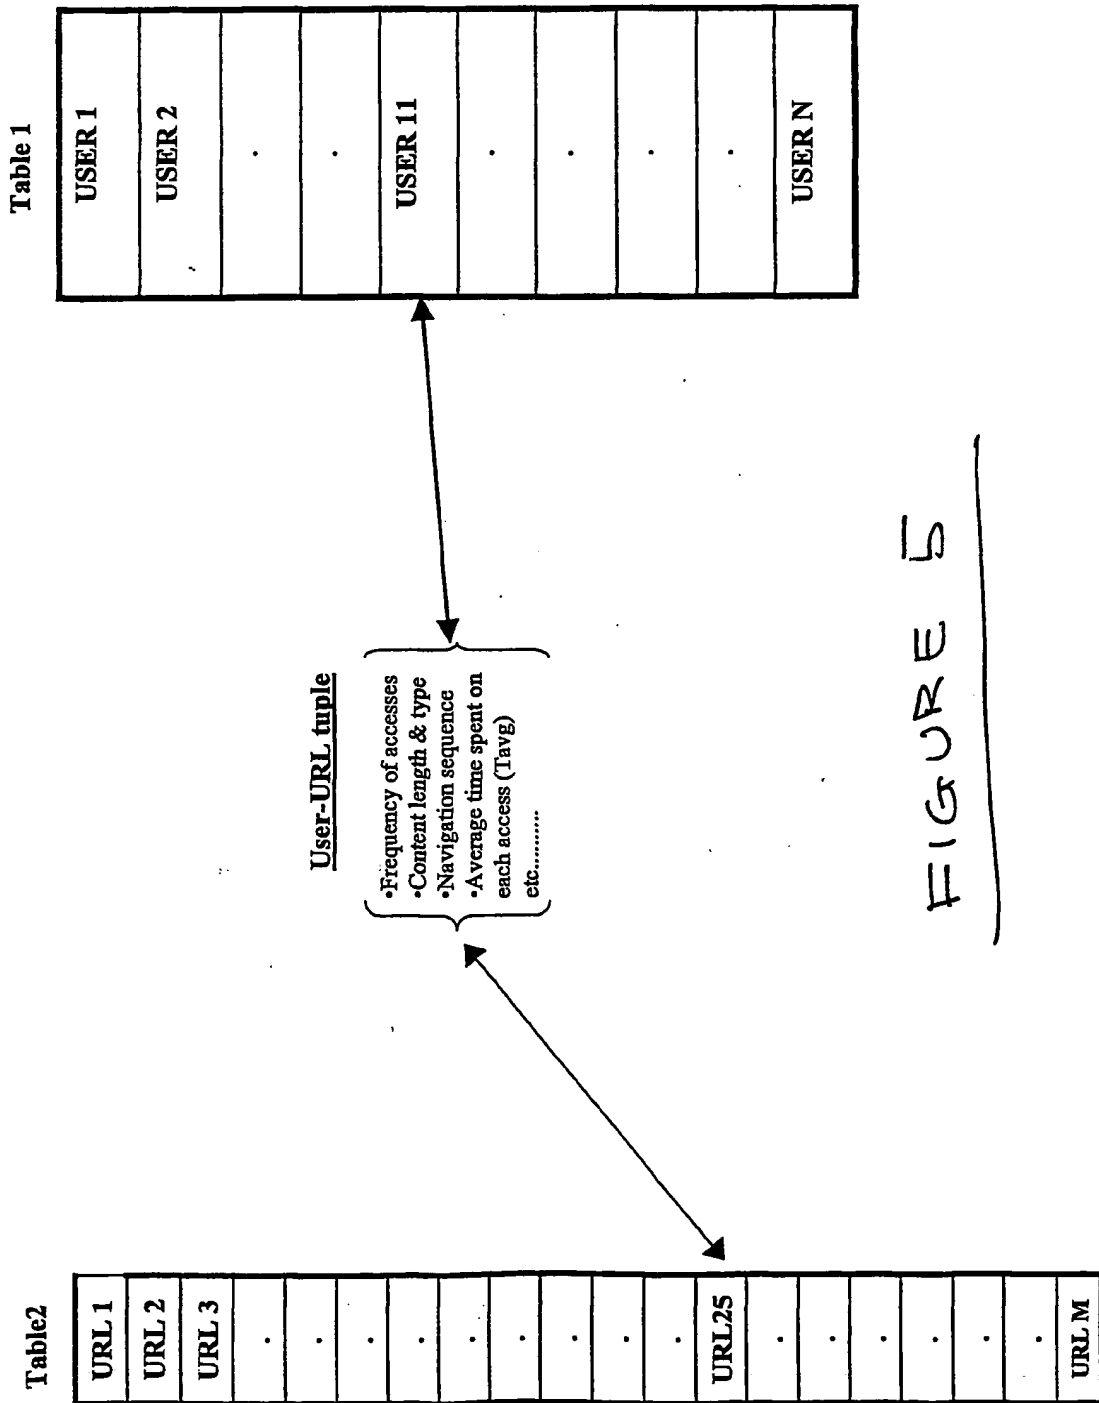 Table2
URL 1
URL 2
URL 3
.
.
.
.
.
.
.
.
.
URL25
.
.
.
.
.
.
URL M
User-URL tuple
•Frequency of accesses
•Content length & type
•Navigation sequence
•Average time spent on
each access (Tavg)
etc..........
Table 1
USER 1
USER 2
.
.
USER 11
.
.
.
.
USER N
FIGURE 5